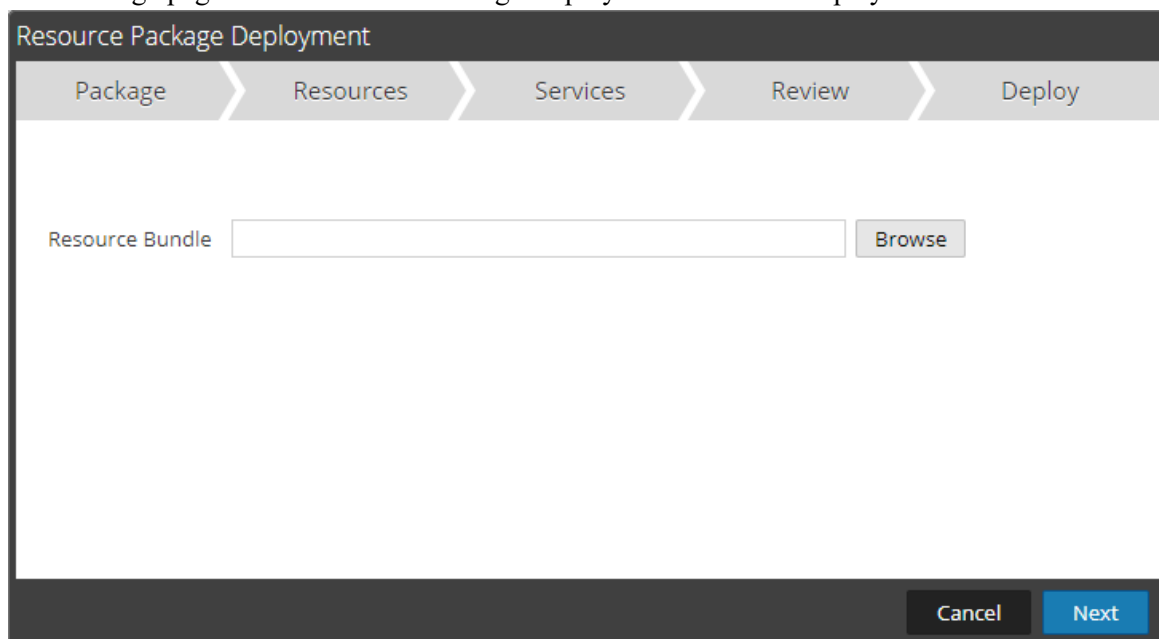 Resource Package Deployment
Package Resources Services Review Deploy
Resource Bundle Browse
Cancel Next